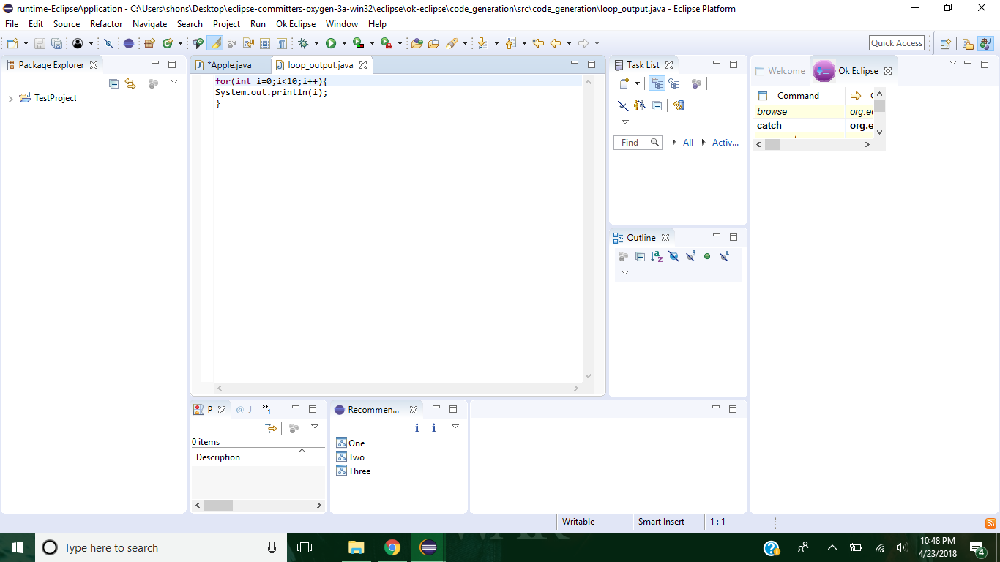 runtime-EclipseApplication - C:\Users\shons\Desktop\eclipse-committers-oxygen-3a-win32\eclipse\ok-eclipse\code_generation\src\code_generation\loop_output.java - Eclipse Platform
File Edit Source Refactor Navigate Search Project Run Ok Eclipse Window Help
Quick Access
Package Explorer
TestProject
*Apple.java loop_output.java
for(int i=0;i<10;i++){
System.out.println(i);
}
Task List
Find All Activ...
Outline
Welcome Ok Eclipse
Command
browse
catch org.e
P @ J »1
0 items
Description
Recommen...
One
Two
Three
Writable Smart Insert 1 : 1
Type here to search
10:48 PM
4/23/2018
4